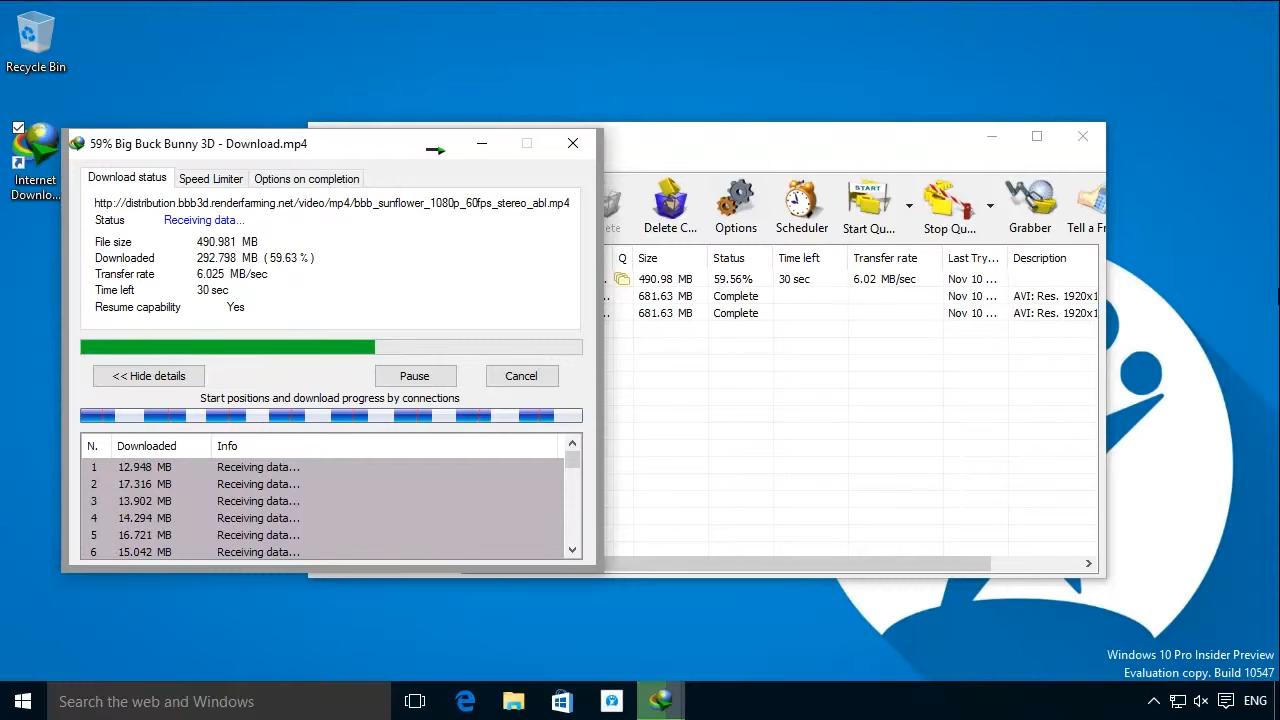 Recycle Bin
Internet
Downlo...
59% Big Buck Bunny 3D - Download.mp4
Download status
Speed Limiter
Options on completion
http://distribution.bbb3d.renderfarming.net/video/mp4/bbb_sunflower_1080p_60fps_stereo_abl.mp4
Status Receiving data...
File size 490.981 MB
Downloaded 292.798 MB ( 59.63 % )
Transfer rate 6.025 MB/sec
Time left 30 sec
Resume capability Yes
<< Hide details
Pause
Cancel
Start positions and download progress by connections
N. Downloaded Info
1 12.948 MB Receiving data...
2 17.316 MB Receiving data...
3 13.902 MB Receiving data...
4 14.294 MB Receiving data...
5 16.721 MB Receiving data...
6 15.042 MB Receiving data...
Delete C...
Options
Scheduler
START
Start Qu...
Stop Qu...
Grabber
Tell a Fr
Q Size Status Time left Transfer rate Last Try... Description
490.98 MB 59.56% 30 sec 6.02 MB/sec Nov 10 ...
681.63 MB Complete Nov 10 ... AVI: Res. 1920x1
681.63 MB Complete Nov 10 ... AVI: Res. 1920x1
Windows 10 Pro Insider Preview
Evaluation copy. Build 10547
Search the web and Windows
ENG